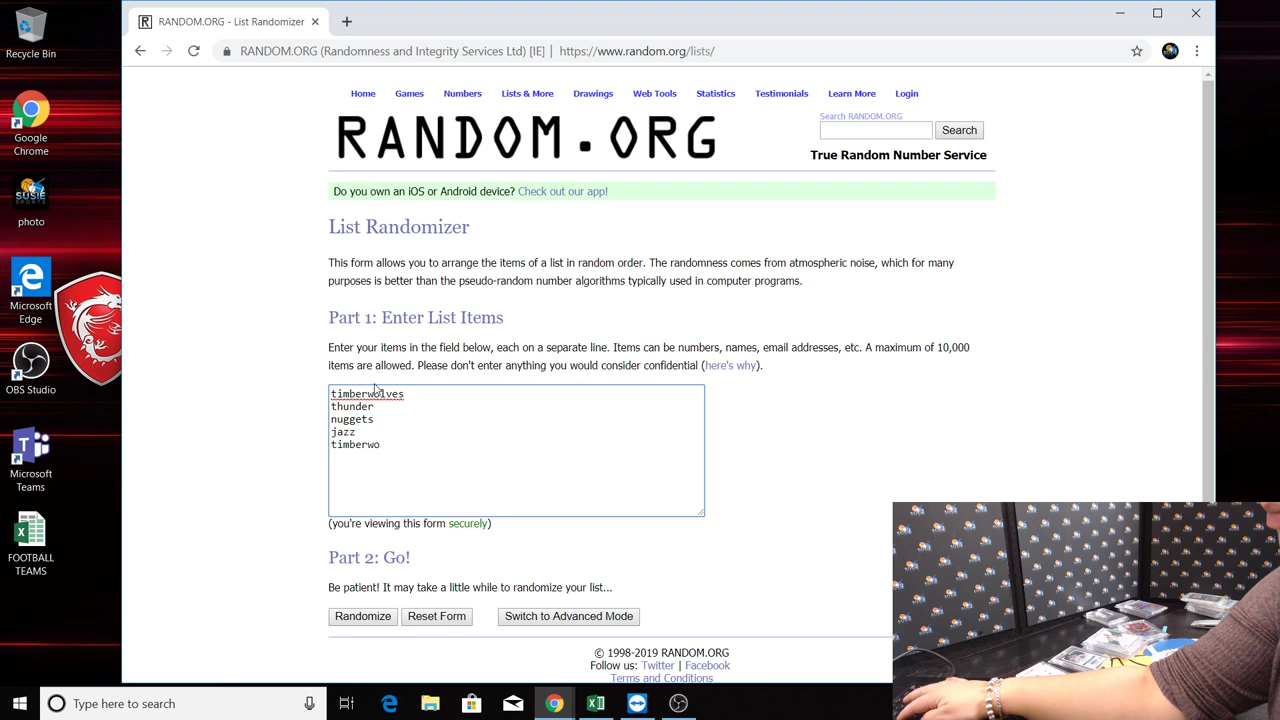 Recycle Bin
Google Chrome
SUSIE SPORTS
photo
Microsoft Edge
OBS Studio
Microsoft Teams
FOOTBALL TEAMS
RANDOM.ORG - List Randomizer
RANDOM.ORG (Randomness and Integrity Services Ltd) [IE] | https://www.random.org/lists/
Home Games Numbers Lists & More Drawings Web Tools Statistics Testimonials Learn More Login
RANDOM.ORG
Search RANDOM.ORG
Search
True Random Number Service
Do you own an iOS or Android device? Check out our app!
List Randomizer
This form allows you to arrange the items of a list in random order. The randomness comes from atmospheric noise, which for many
purposes is better than the pseudo-random number algorithms typically used in computer programs.
Part 1: Enter List Items
Enter your items in the field below, each on a separate line. Items can be numbers, names, email addresses, etc. A maximum of 10,000
items are allowed. Please don't enter anything you would consider confidential (here's why).
timberwolves
thunder
nuggets
jazz
timberwo
(you're viewing this form securely)
Part 2: Go!
Be patient! It may take a little while to randomize your list...
Randomize Reset Form Switch to Advanced Mode
© 1998-2019 RANDOM.ORG
Follow us: Twitter | Facebook
Terms and Conditions
Type here to search